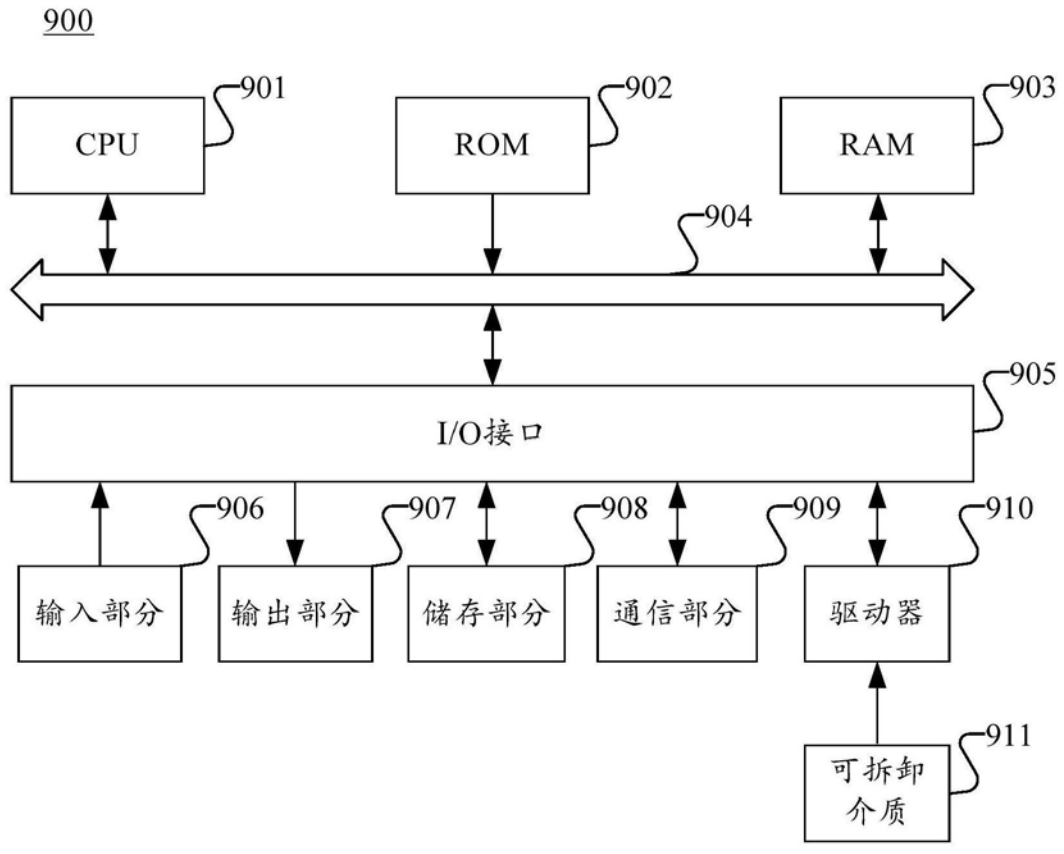 900
901
902
903
CPU
ROM
RAM
904
905
I/O接口
906
907
908
909
910
输入部分
输出部分
储存部分
通信部分
驱动器
911
可拆卸
介质